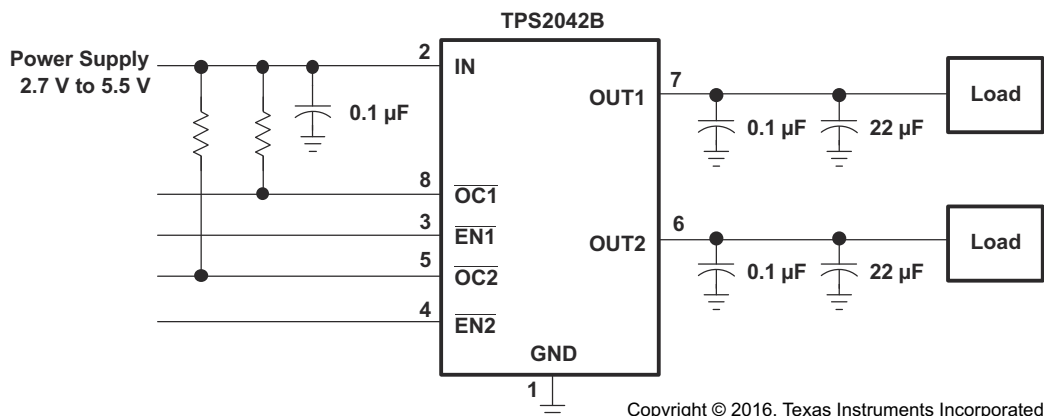 TPS2042B
Power Supply
2.7 V to 5.5 V
2
IN
0.1 µF
7
OUT1
0.1 µF
22 µF
Load
8
OC1
3
EN1
5
OC2
4
EN2
6
OUT2
0.1 µF
22 µF
Load
GND
1
Copyright © 2016, Texas Instruments Incorporated